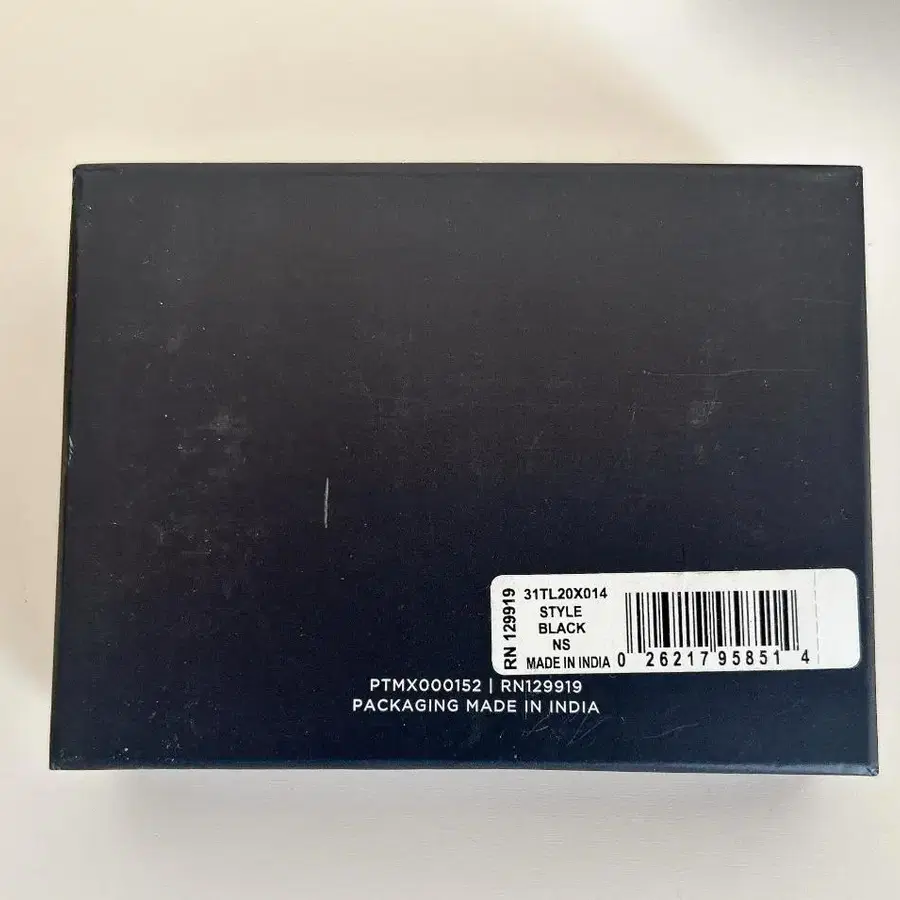 RN 129919
31TL20X014
STYLE
BLACK
NS
MADE IN INDIA
0 26217 95851 4
PTMX000152 | RN129919
PACKAGING MADE IN INDIA